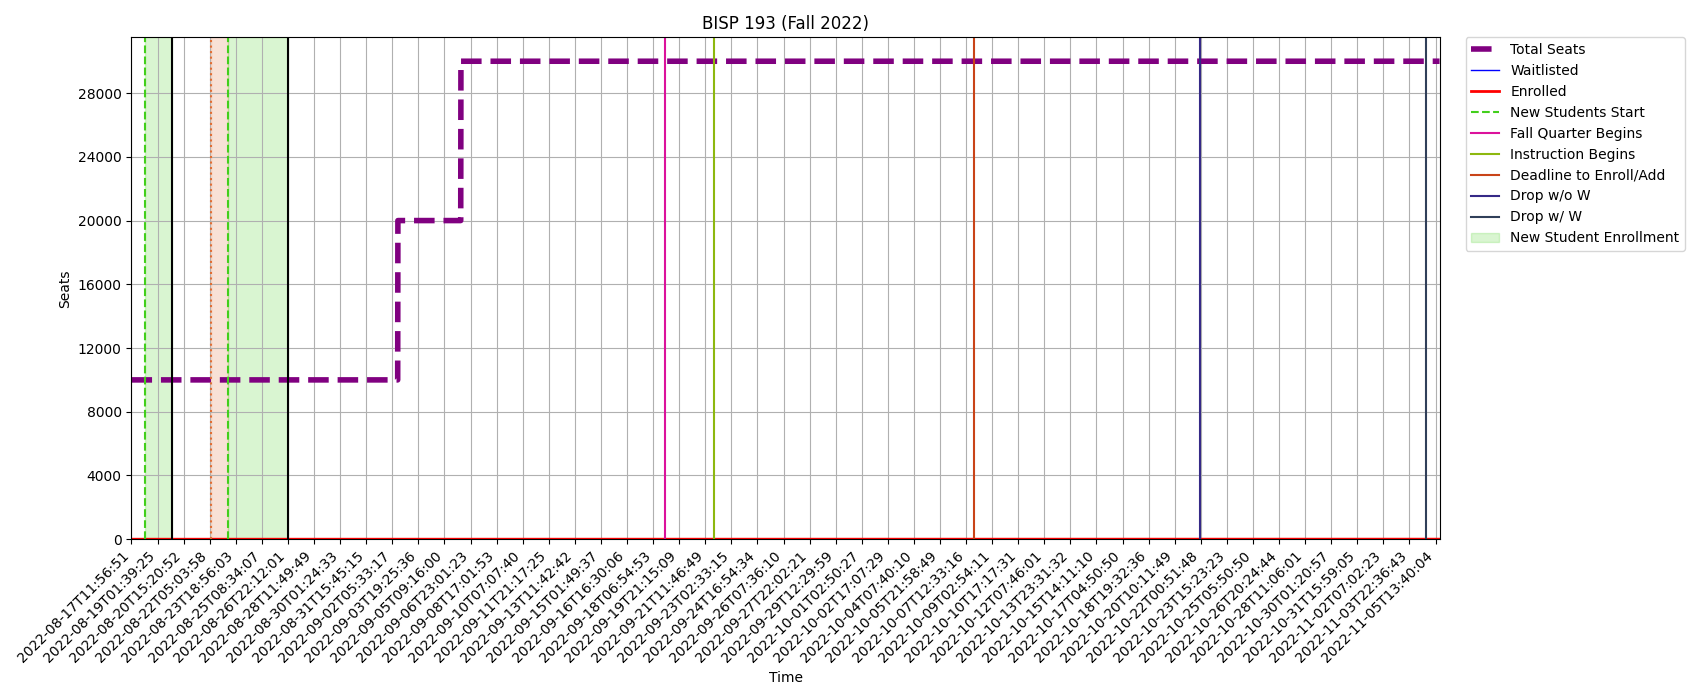 BISP 193 (Fall 2022)
Seats
28000
24000
20000
16000
12000
8000
4000
0
2022-08-17T11:56:51
2022-08-19T01:39:25
2022-08-20T15:20:52
2022-08-22T05:03:58
2022-08-23T18:56:03
2022-08-25T08:34:07
2022-08-26T22:12:01
2022-08-28T11:49:49
2022-08-30T01:24:33
2022-08-31T15:45:15
2022-09-02T05:33:17
2022-09-03T19:25:36
2022-09-05T09:16:00
2022-09-06T23:01:23
2022-09-08T17:01:53
2022-09-10T07:07:40
2022-09-11T21:17:25
2022-09-13T11:42:42
2022-09-15T01:49:37
2022-09-16T16:30:06
2022-09-18T06:54:53
2022-09-19T21:15:09
2022-09-21T11:46:49
2022-09-23T02:33:15
2022-09-24T16:54:34
2022-09-26T07:36:10
2022-09-27T22:02:21
2022-09-29T12:29:59
2022-10-01T02:50:27
2022-10-02T17:07:29
2022-10-04T07:40:10
2022-10-05T21:58:49
2022-10-07T12:33:16
2022-10-09T02:54:11
2022-10-10T17:17:31
2022-10-12T07:46:01
2022-10-13T23:31:32
2022-10-15T14:11:10
2022-10-17T04:50:50
2022-10-18T19:32:36
2022-10-20T10:11:49
2022-10-22T00:51:48
2022-10-23T15:23:23
2022-10-25T05:50:50
2022-10-26T20:24:44
2022-10-28T11:06:01
2022-10-30T01:20:57
2022-10-31T15:59:05
2022-11-02T07:02:23
2022-11-03T22:36:43
2022-11-05T13:40:04
Time
Total Seats
Waitlisted
Enrolled
New Students Start
Fall Quarter Begins
Instruction Begins
Deadline to Enroll/Add
Drop w/o W
Drop w/ W
New Student Enrollment